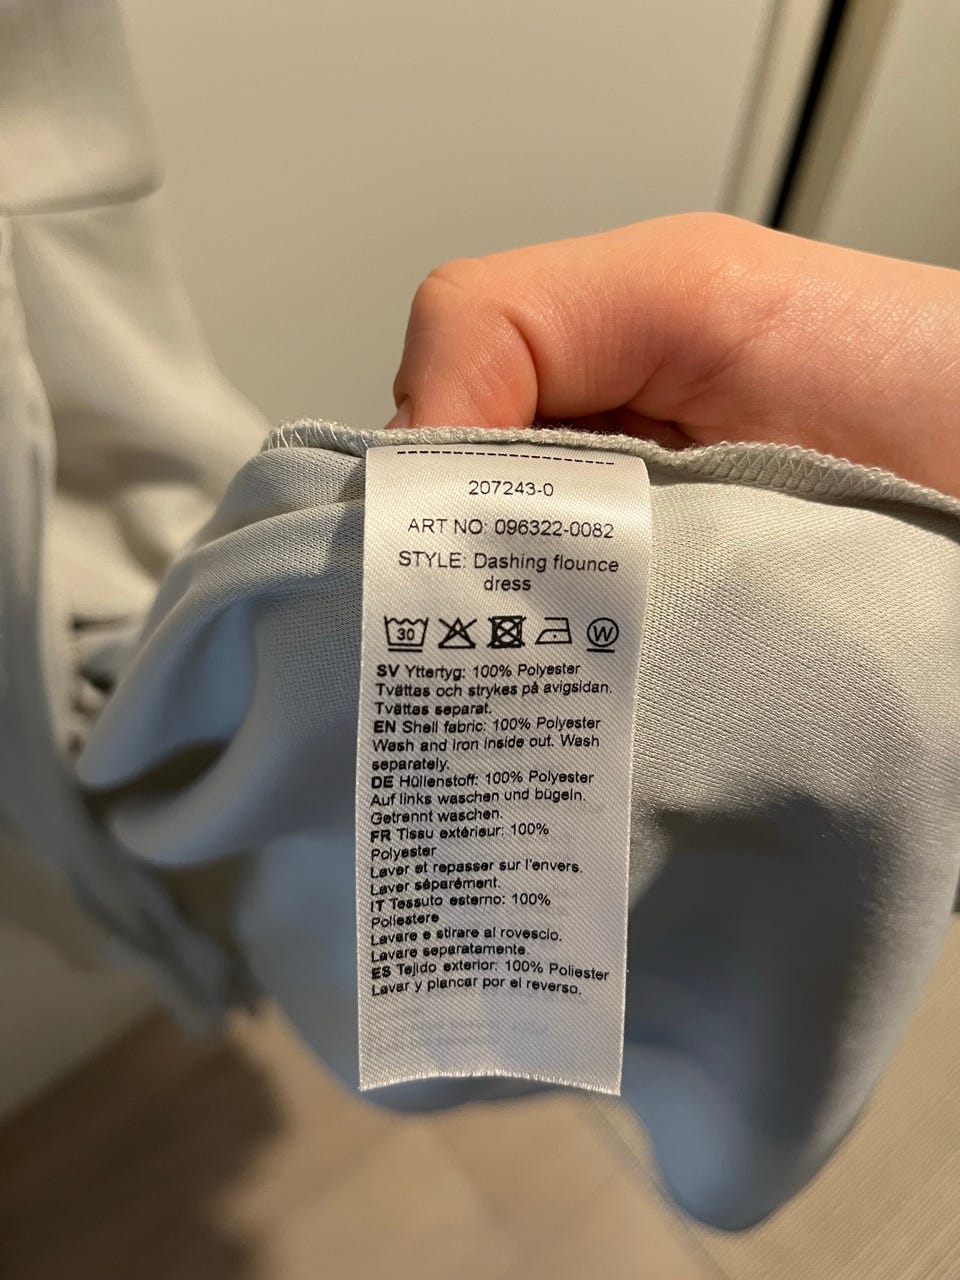 207243-0
ART NO: 096322-0082
STYLE: Dashing flounce
dress
30
W
SV Yttertyg: 100% Polyester
Tvättas och strykes på avigsidan.
Tvättas separat.
EN Shell fabric: 100% Polyester
Wash and iron inside out. Wash
separately.
DE Hüllenstoff: 100% Polyester
Auf links waschen und bügeln.
Getrennt waschen.
FR Tissu extérieur: 100%
Polyester
Laver et repasser sur l'envers.
Laver séparément.
IT Tessuto esterno: 100%
Poliestere
Lavare e stirare al rovescio.
Lavare separatamente.
ES Tejido exterior: 100% Poliester
Lavar y plancar por el reverso.